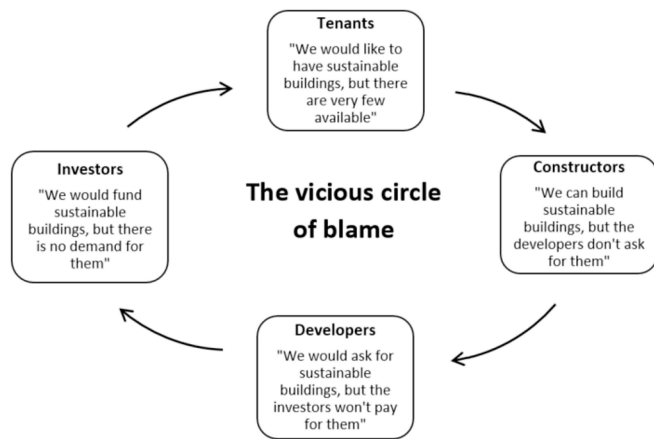 Tenants
"We would like to
have sustainable
buildings, but there
are very few
available"
Investors
"We would fund
sustainable
buildings, but there
is no demand for
them"
The vicious circle
of blame
Constructors
"We can build
sustainable
buildings, but the
developers don't ask
for them"
Developers
"We would ask for
sustainable
buildings, but the
investors won't pay
for them"